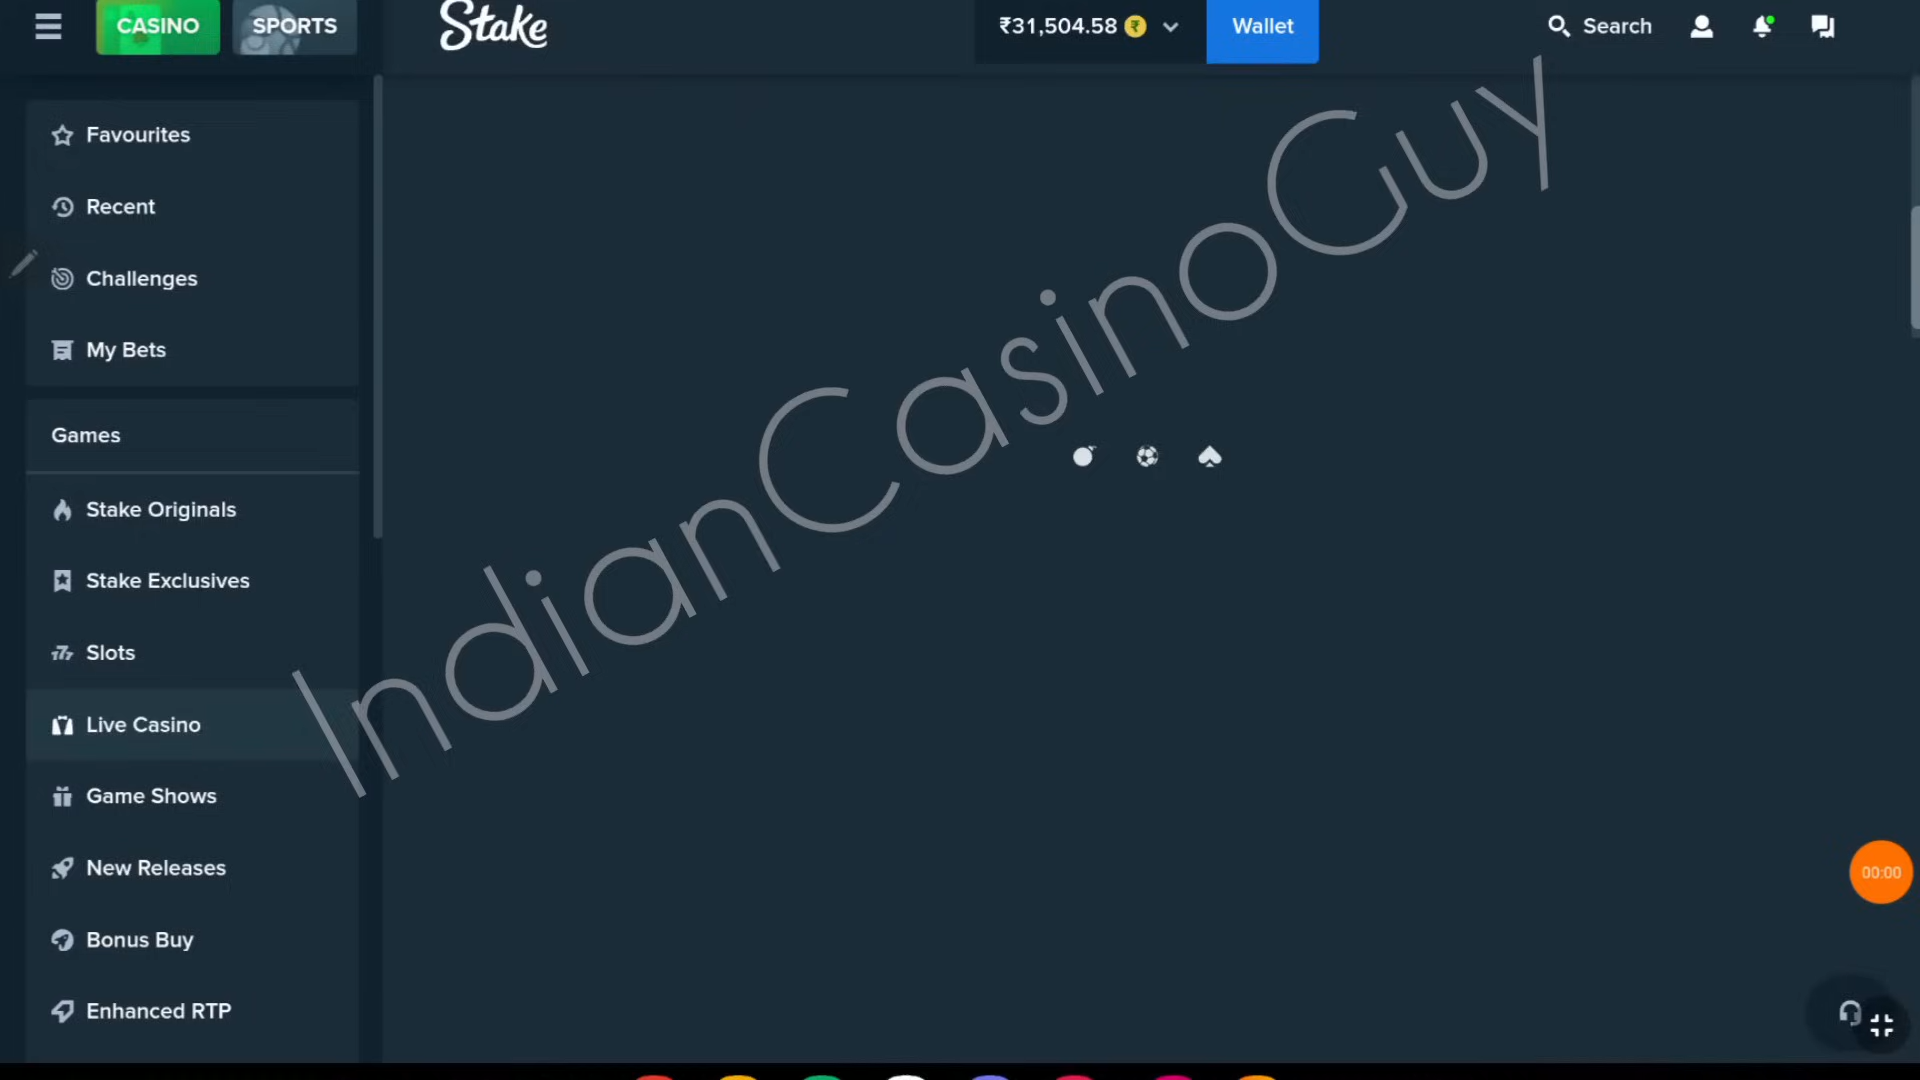 CASINO
SPORTS
Stake
₹31,504.58
Wallet
Search
Favourites
Recent
Challenges
My Bets
Games
Stake Originals
Stake Exclusives
Slots
Live Casino
Game Shows
New Releases
Bonus Buy
Enhanced RTP
IndianCasinoGuy
00:00